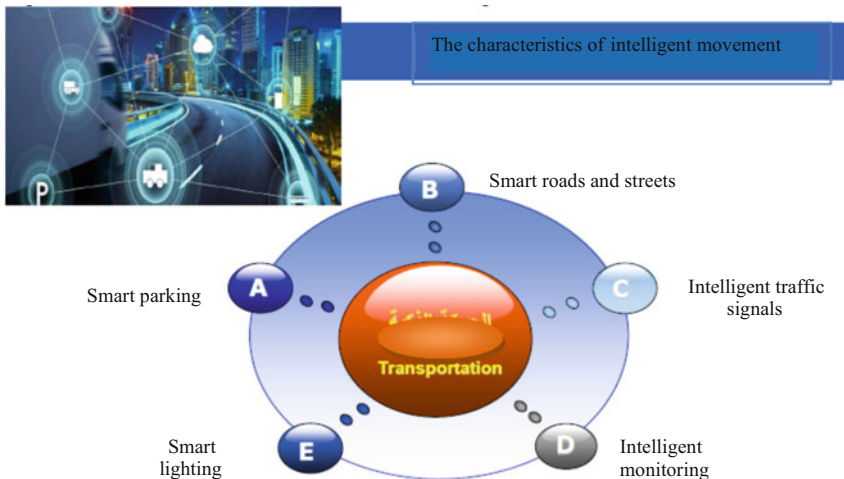 The characteristics of intelligent movement
P
B
Smart roads and streets
A
Smart parking
C
Intelligent traffic
signals
Transportation
E
Smart
lighting
D
Intelligent
monitoring